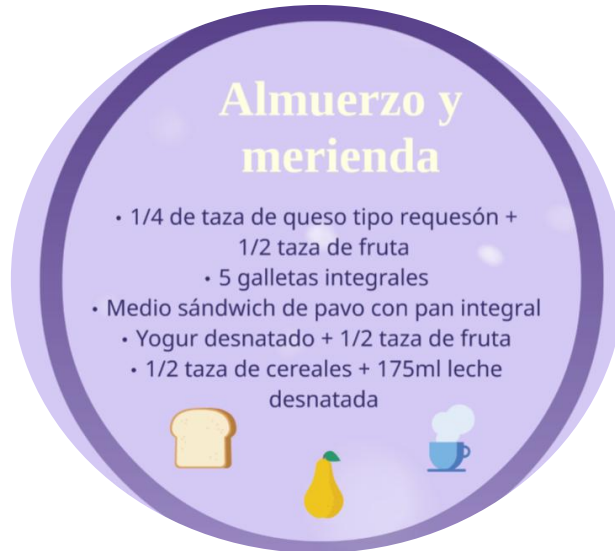 Almuerzo y
merienda
• 1/4 de taza de queso tipo requesón +
1/2 taza de fruta
• 5 galletas integrales
• Medio sándwich de pavo con pan integral
• Yogur desnatado + 1/2 taza de fruta
• 1/2 taza de cereales + 175ml leche
desnatada